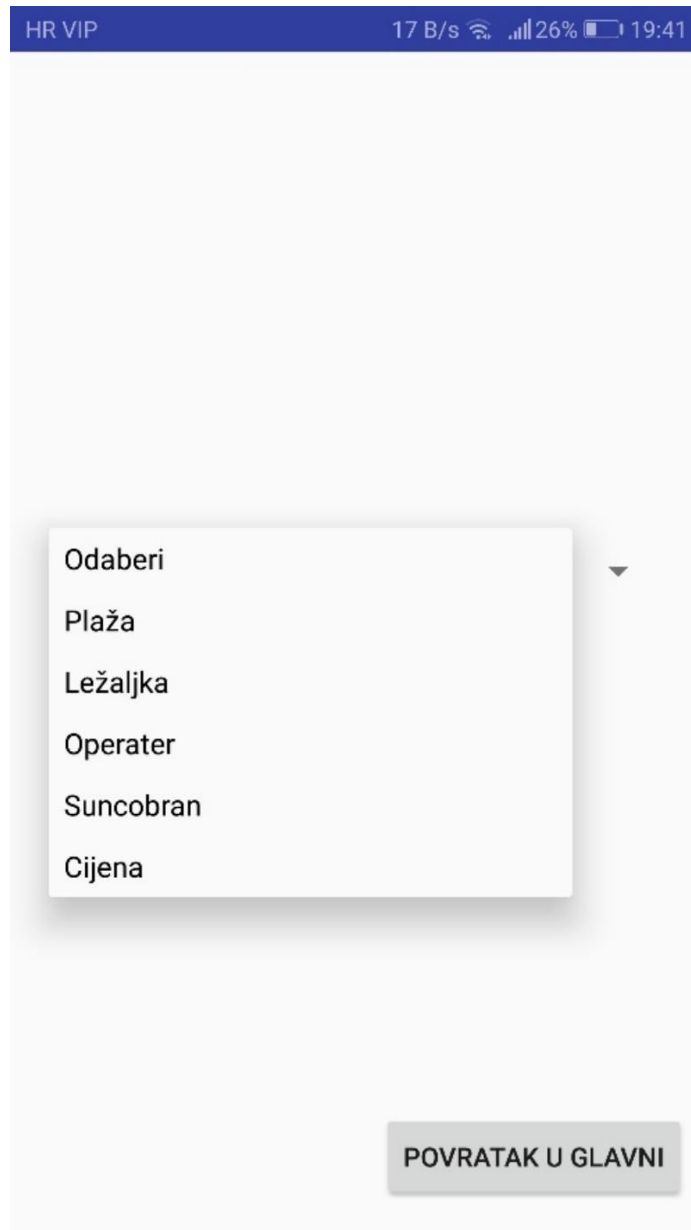 HR VIP 17 B/s 26% 19:41
Odaberi
Plaža
Ležaljka
Operater
Suncobran
Cijena
POVRATAK U GLAVNI